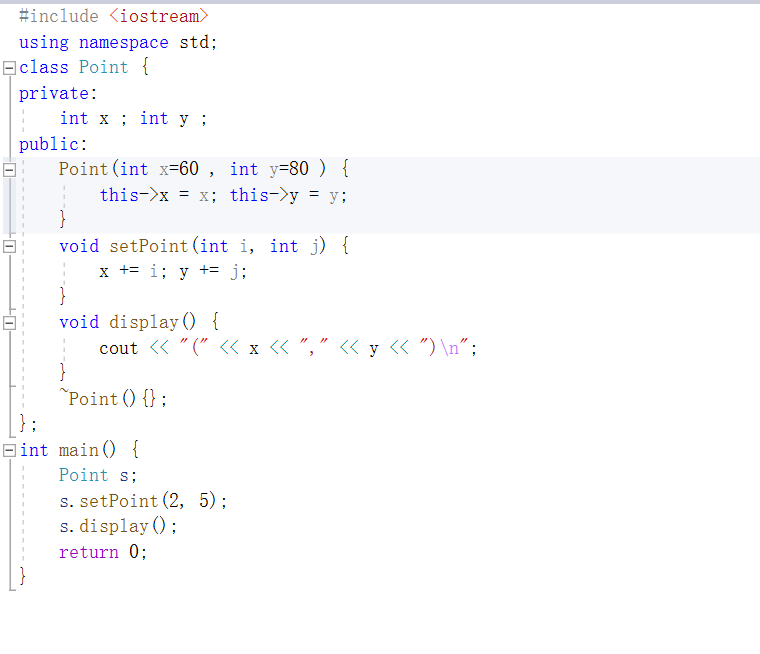 #include <iostream>
using namespace std;
class Point {
private:
    int x ; int y ;
public:
    Point(int x=60 , int y=80 ) {
        this->x = x; this->y = y;
    }
    void setPoint(int i, int j) {
        x += i; y += j;
    }
    void display() {
        cout << "(" << x << "," << y << ")\n";
    }
    ~Point(){};
};
int main() {
    Point s;
    s.setPoint(2, 5);
    s.display();
    return 0;
}